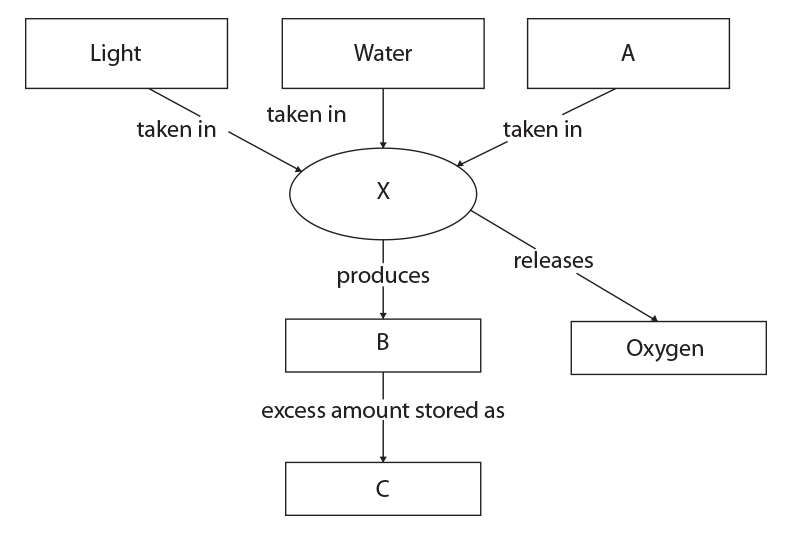 Light
Water
A
taken in
taken in
taken in
X
releases
produces
B
Oxygen
excess amount stored as
C